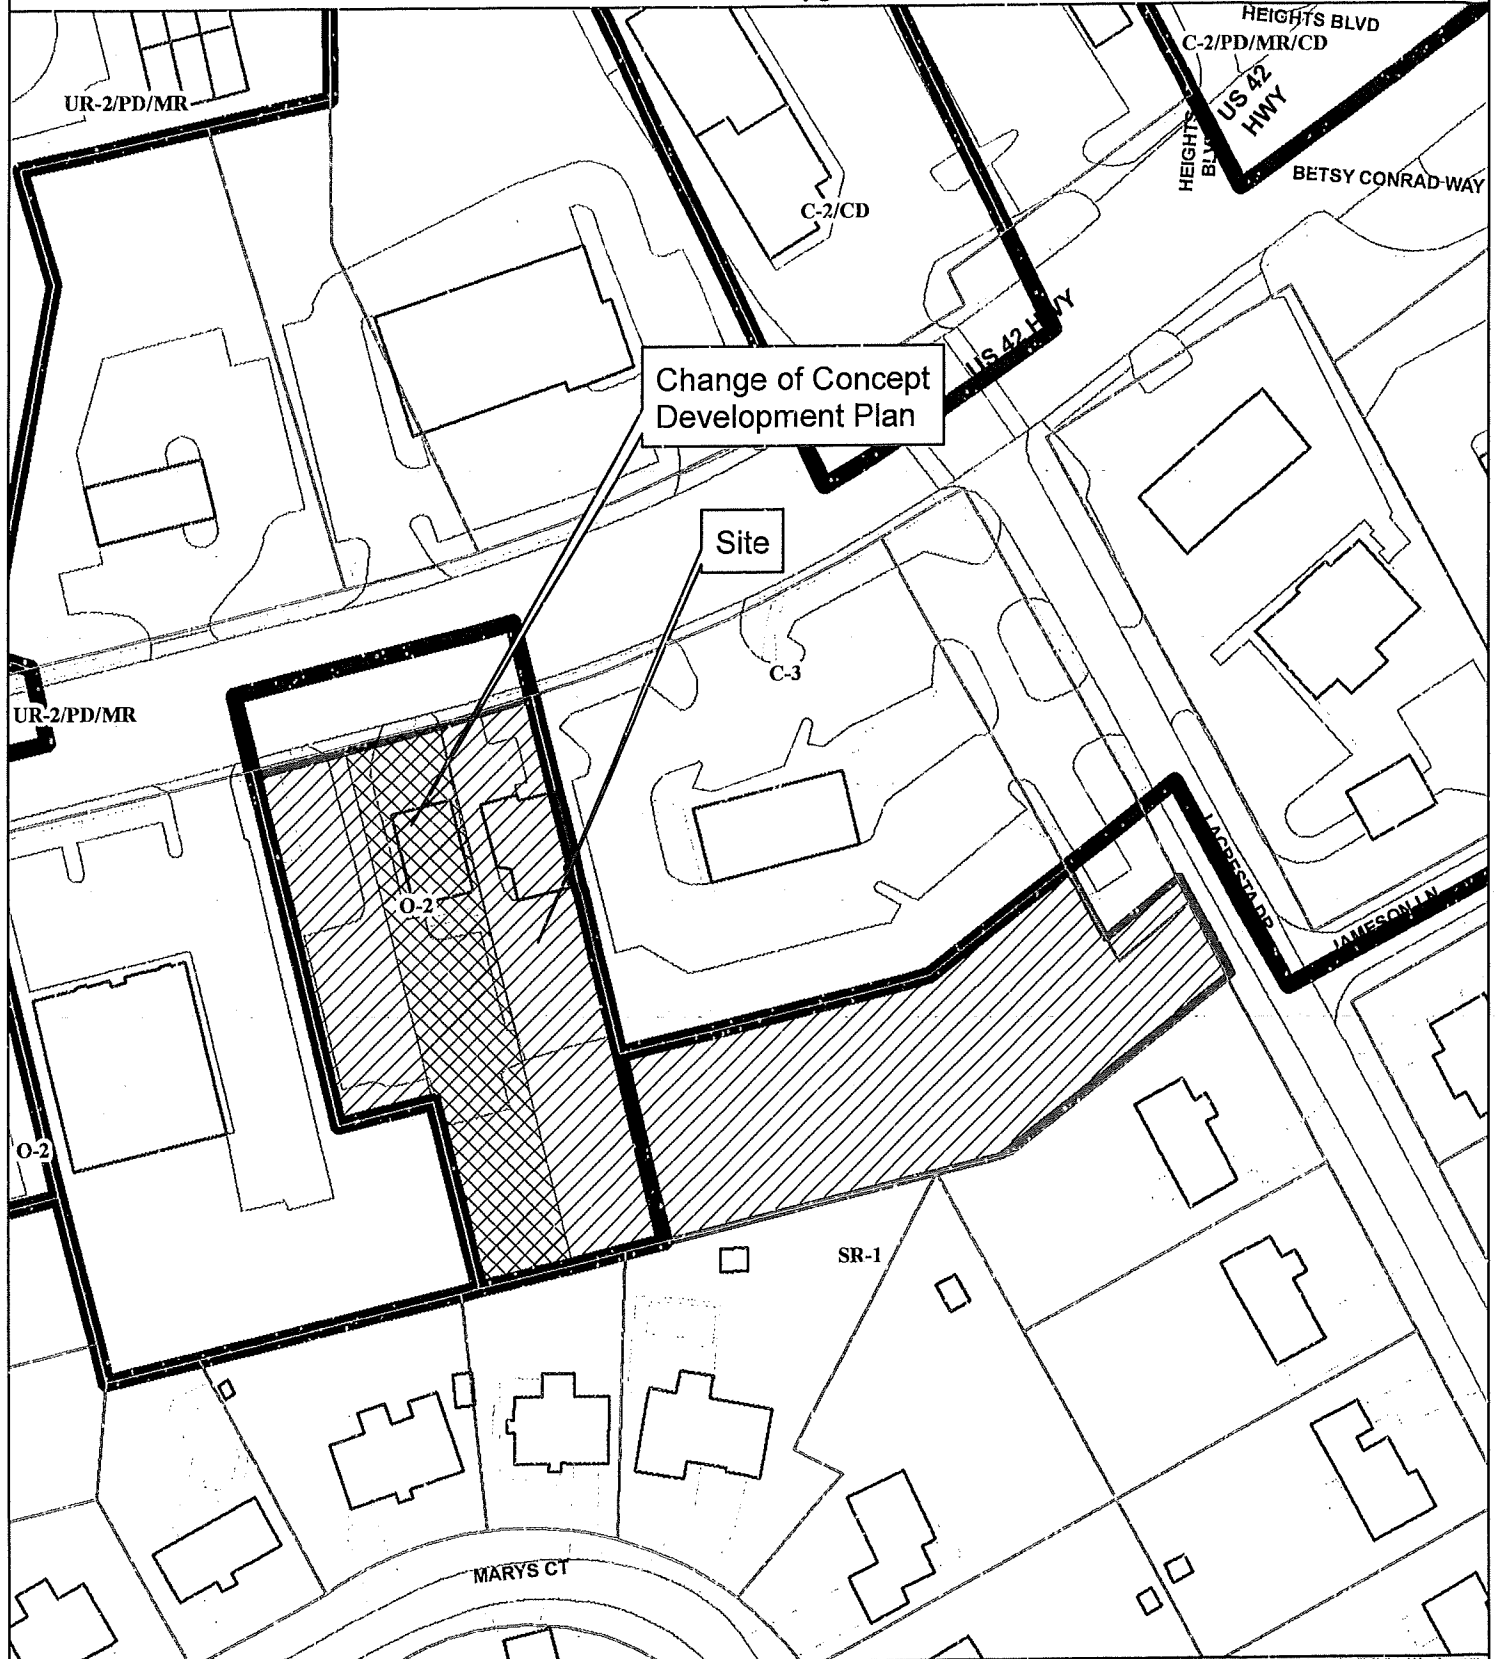 HEIGHTS BLVD
C-2/PD/MR/CD
US 42
HWY
UR-2/PD/MR
HEIGHTS
BLVD
BETSY CONRAD WAY
C-2/CD
US 42 HWY
Change of Concept
Development Plan
Site
C-3
UR-2/PD/MR
LACRESTA DR
O-2
JAMESON LN
O-2
SR-1
MARYS CT